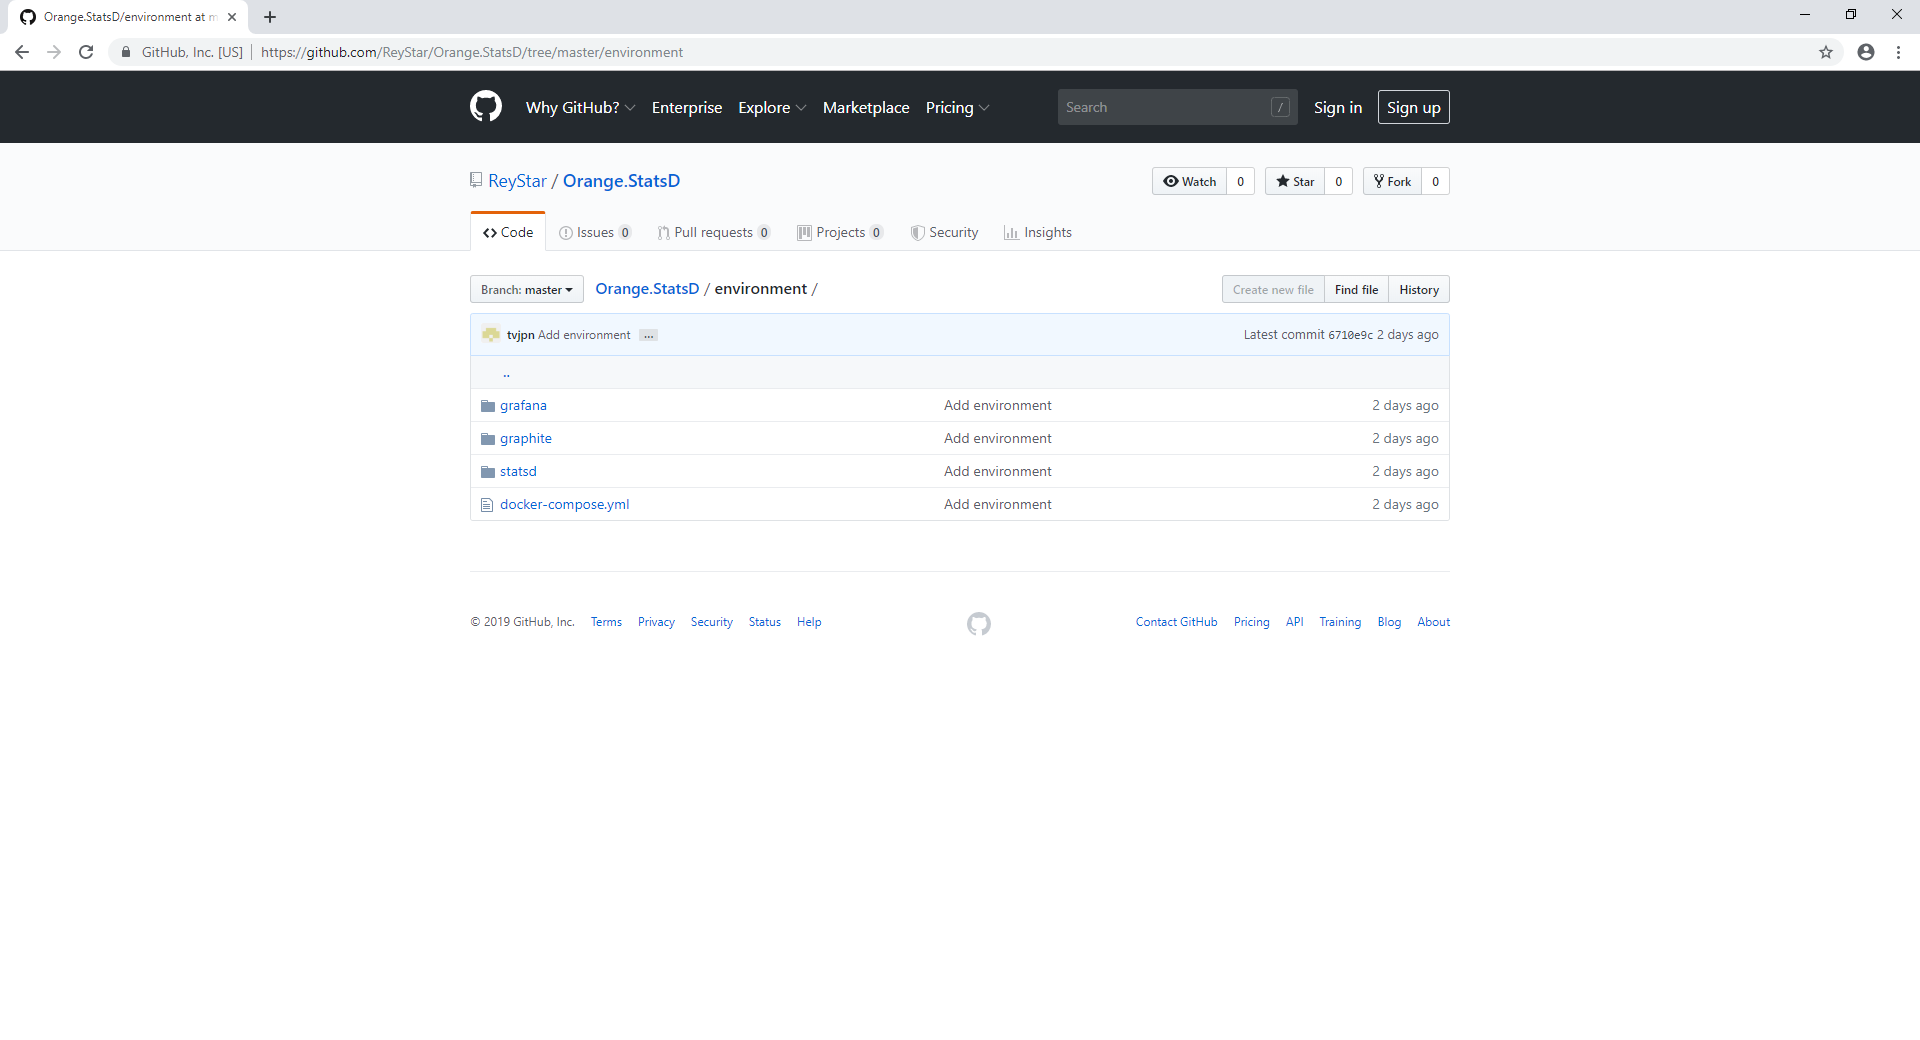 Orange.StatsD/environment at m
GitHub, Inc. [US] https://github.com/ReyStar/Orange.StatsD/tree/master/environment
Why GitHub? Enterprise Explore Marketplace Pricing Search / Sign in Sign up
ReyStar / Orange.StatsD Watch 0 Star 0 Fork 0
Code Issues 0 Pull requests 0 Projects 0 Security Insights
Branch: master Orange.StatsD / environment / Create new file Find file History
tvjpn Add environment ... Latest commit 6710e9c 2 days ago
..
grafana Add environment 2 days ago
graphite Add environment 2 days ago
statsd Add environment 2 days ago
docker-compose.yml Add environment 2 days ago
© 2019 GitHub, Inc. Terms Privacy Security Status Help Contact GitHub Pricing API Training Blog About